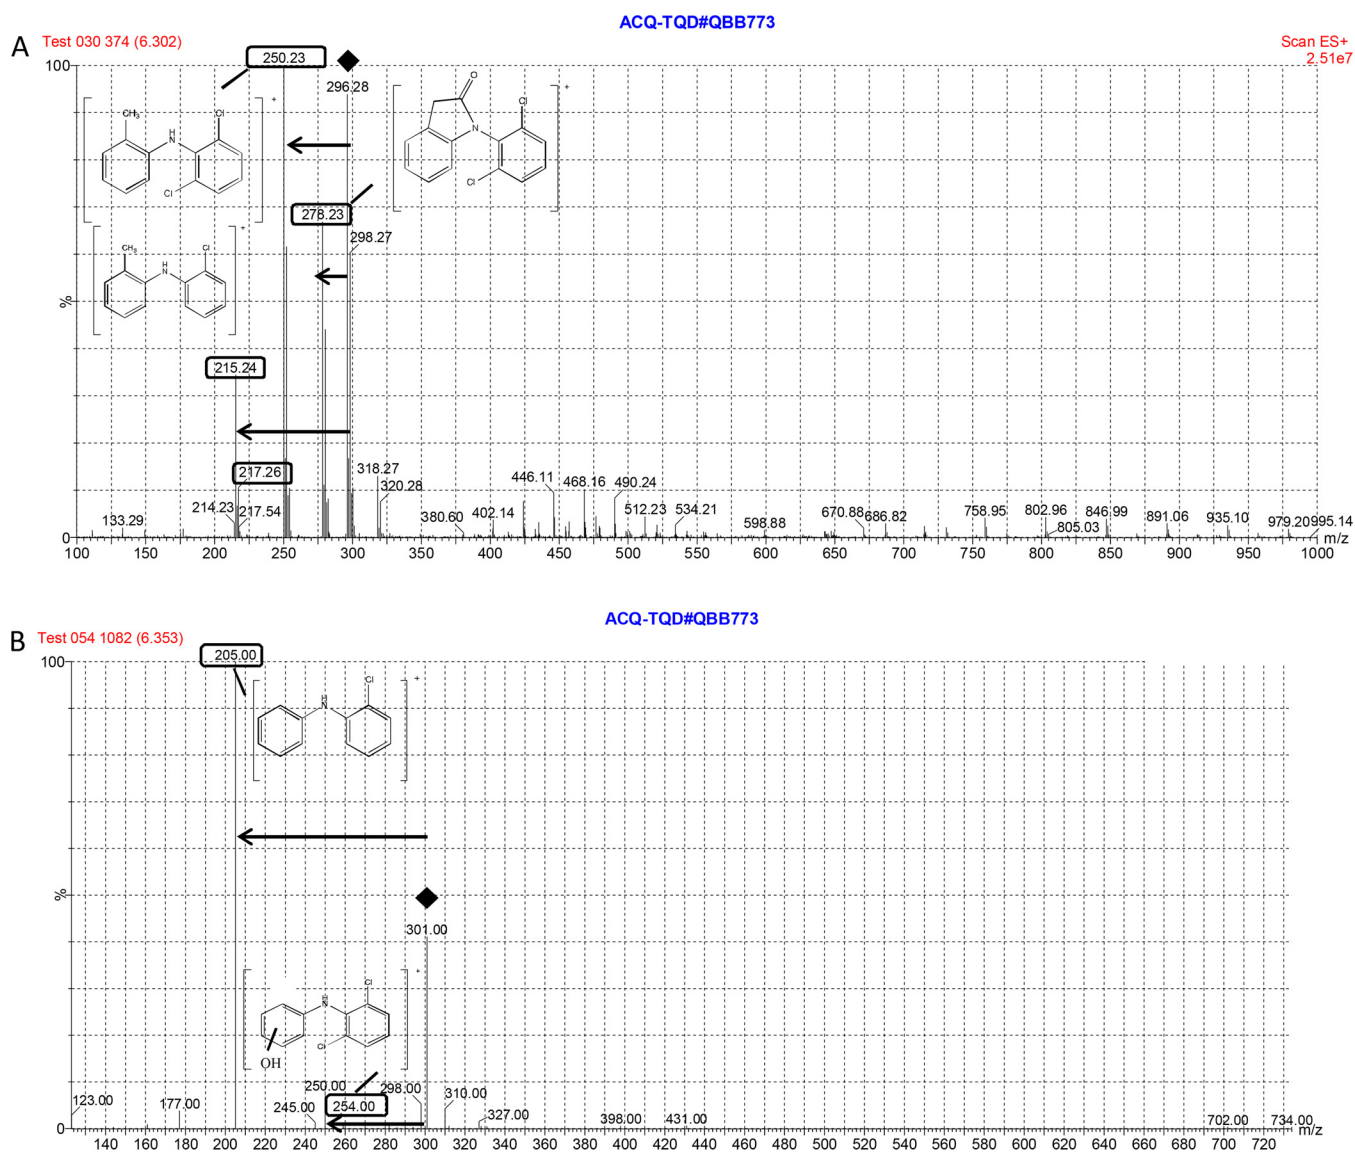 ACQ-TQD#QBB773
A
Test 030 374 (6.302)
Scan ES+
2.51e7
100
250.23
296.28
O
N
Cl
Cl
+
CH3
H
N
Cl
Cl
+
278.23
298.27
CH3
H
N
Cl
+
%
215.24
217.26
318.27
320.28
214.23
217.54
133.29
380.60
402.14
446.11
468.16
490.24
512.23
534.21
598.88
670.88
686.82
758.95
802.96
805.03
846.99
891.06
935.10
979.20
995.14
0
m/z
100 150 200 250 300 350 400 450 500 550 600 650 700 750 800 850 900 950 1000
ACQ-TQD#QBB773
B
Test 054 1082 (6.353)
100
205.00
H
N
Cl
+
%
301.00
H
N
Cl
Cl
OH
+
250.00
254.00
298.00
310.00
123.00
177.00
245.00
327.00
398.00
431.00
702.00
734.00
0
m/z
140 160 180 200 220 240 260 280 300 320 340 360 380 400 420 440 460 480 500 520 540 560 580 600 620 640 660 680 700 720